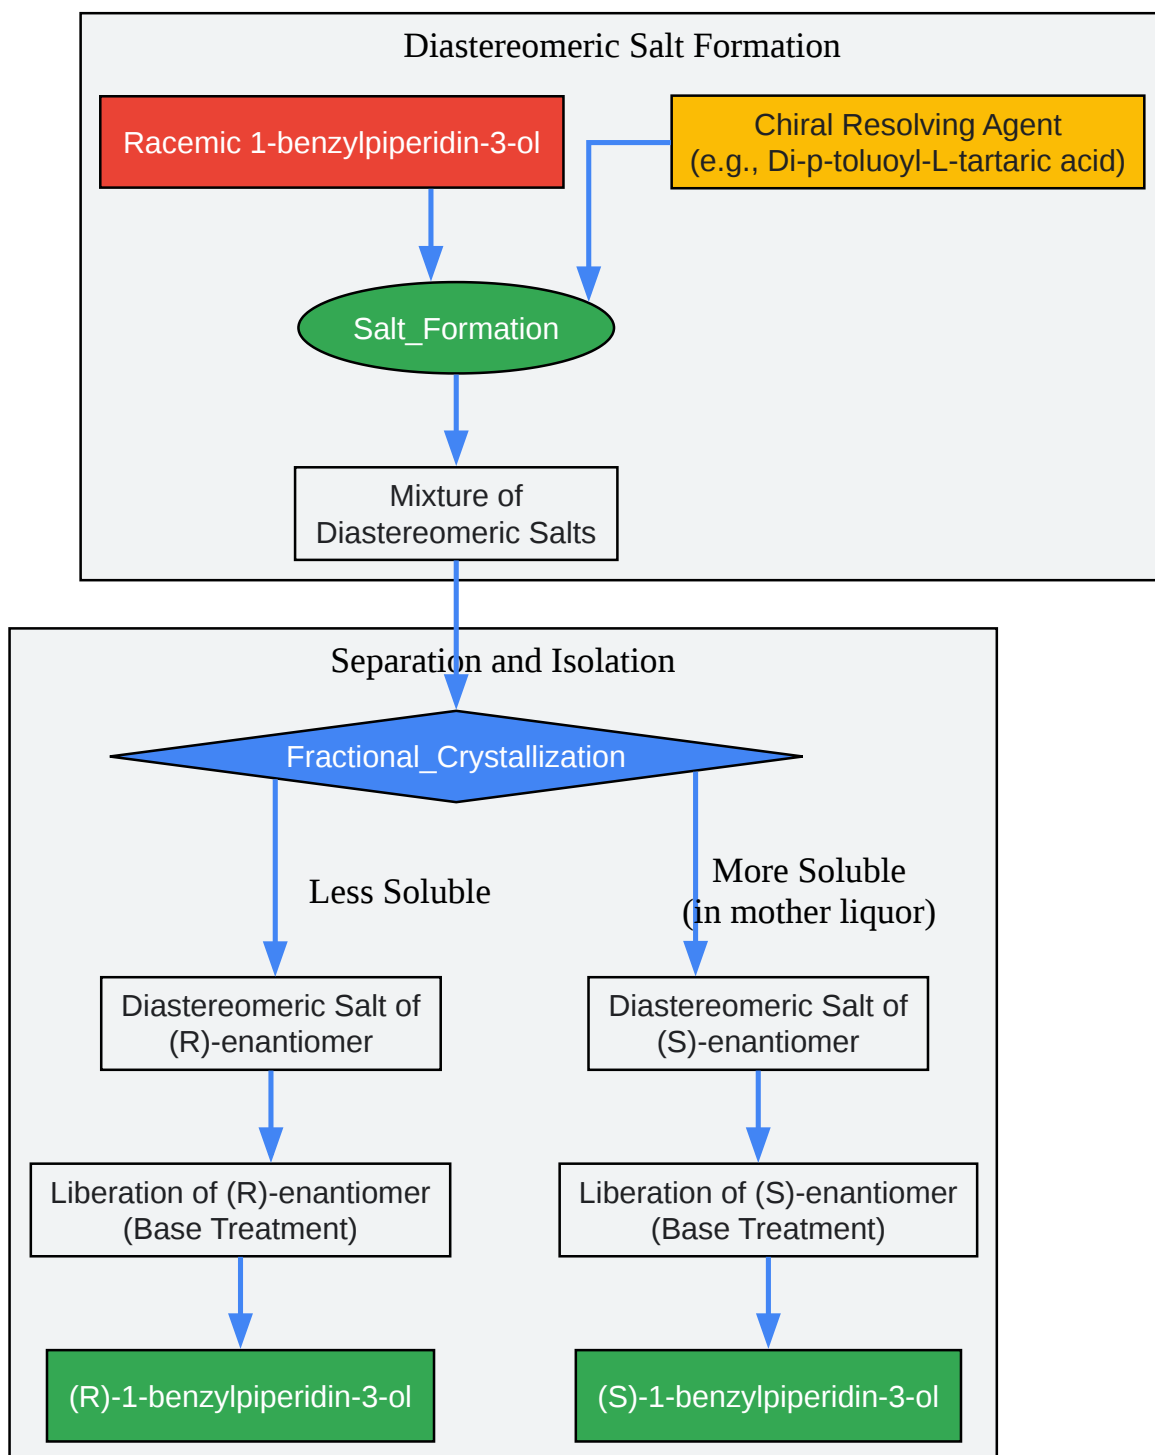 Diastereomeric Salt Formation
Racemic 1-benzylpiperidin-3-ol
Chiral Resolving Agent
(e.g., Di-p-toluoyl-L-tartaric acid)
Salt_Formation
Mixture of
Diastereomeric Salts
Separation and Isolation
Fractional_Crystallization
Less Soluble
More Soluble
(in mother liquor)
Diastereomeric Salt of
(R)-enantiomer
Diastereomeric Salt of
(S)-enantiomer
Liberation of (R)-enantiomer
(Base Treatment)
Liberation of (S)-enantiomer
(Base Treatment)
(R)-1-benzylpiperidin-3-ol
(S)-1-benzylpiperidin-3-ol